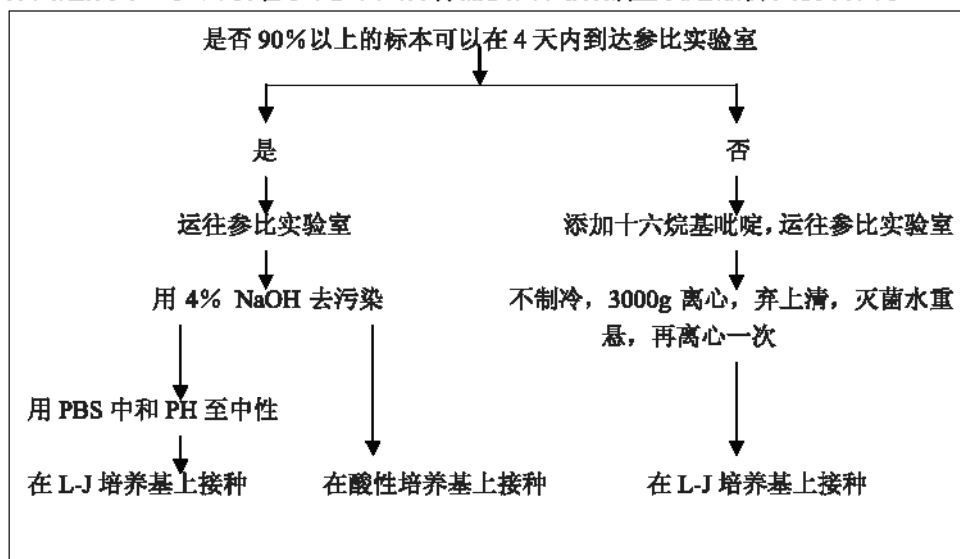 是否 90％以上的标本可以在 4 天内到达参比实验室
是
否
运往参比实验室
添加十六烷基吡啶，运往参比实验室
用 4％ NaOH 去污染
不制冷，3000g 离心，弃上清，灭菌水重
悬，再离心一次
用 PBS 中和 PH 至中性
在 L-J 培养基上接种
在酸性培养基上接种
在 L-J 培养基上接种